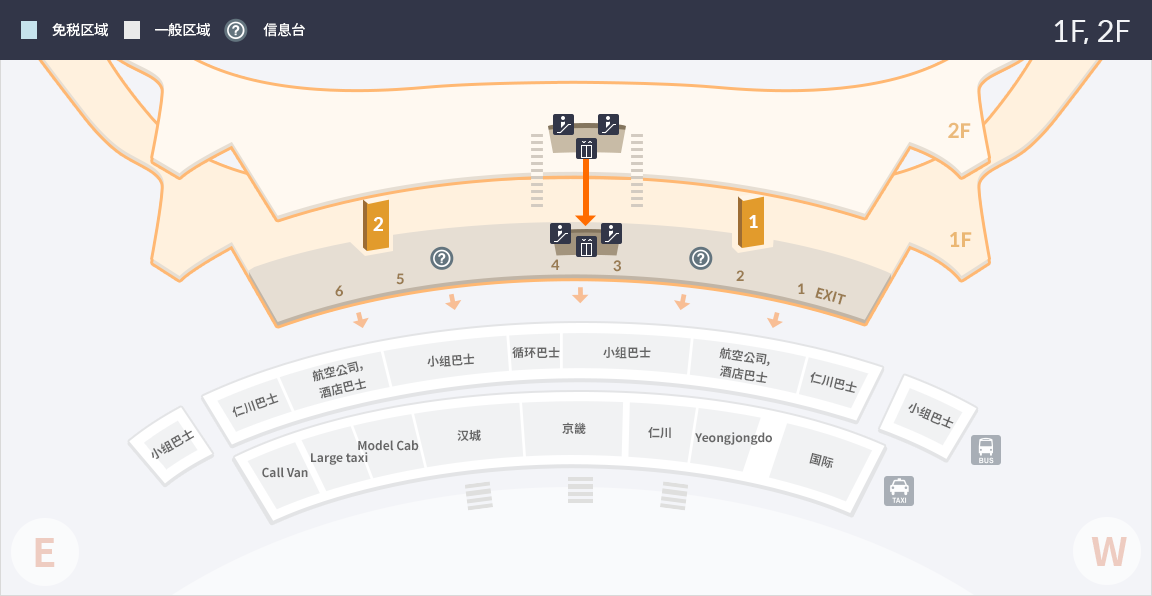 免税区域 一般区域 ? 信息台
1F, 2F
2F
2
1
1F
?
?
6
5
4
3
2
1 EXIT
小组巴士
仁川巴士
航空公司,
酒店巴士
小组巴士
循环巴士
小组巴士
航空公司,
酒店巴士
仁川巴士
小组巴士
Call Van
Large taxi
Model Cab
汉城
京畿
仁川
Yeongjongdo
国际
BUS
TAXI
E
W